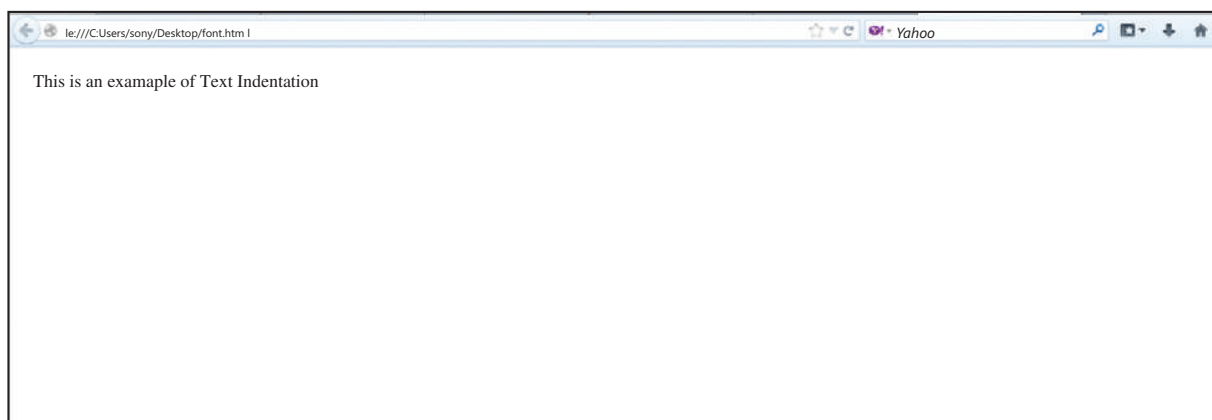 le:///C:Users/sony/Desktop/font.htm l Yahoo
This is an examaple of Text Indentation